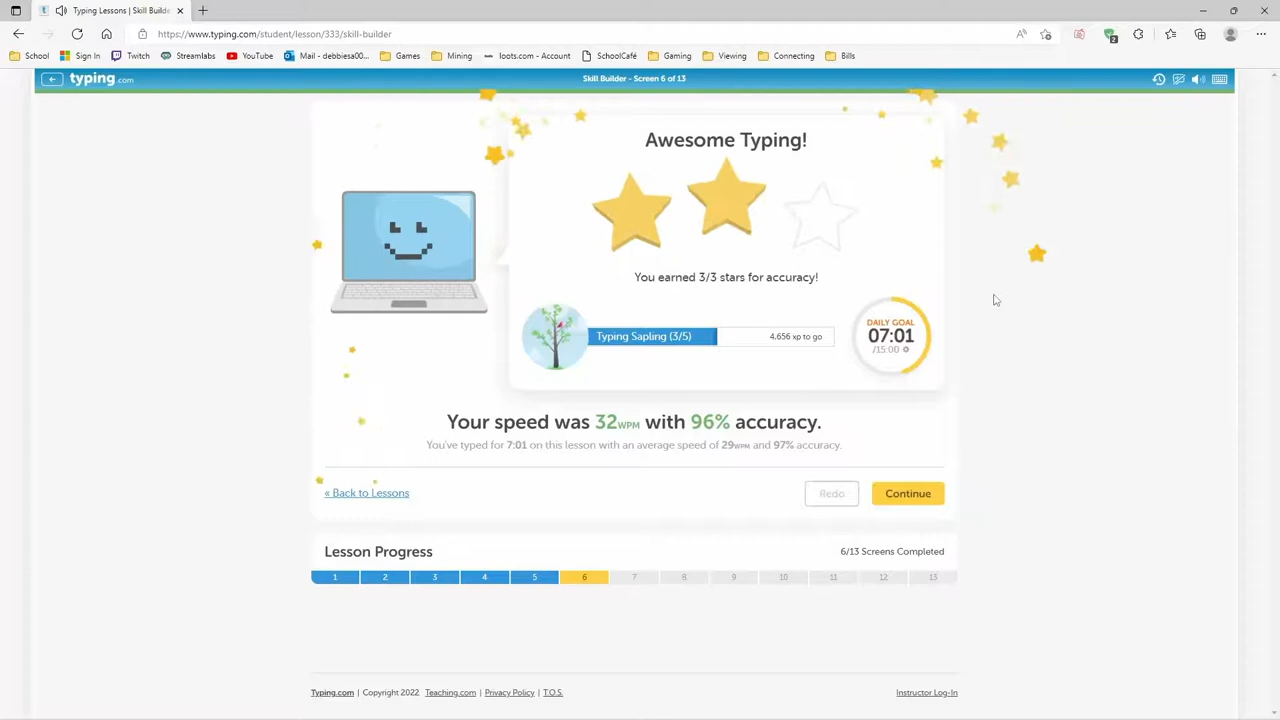 Typing Lessons | Skill Builde
https://www.typing.com/student/lesson/333/skill-builder
School Sign In Twitch Streamlabs YouTube Mail - debbiesa00... Games Mining loots.com - Account SchoolCafé Gaming Viewing Connecting Bills
typing.com
Skill Builder - Screen 6 of 13
Awesome Typing!
You earned 3/3 stars for accuracy!
Typing Sapling (3/5)
4,656 xp to go
DAILY GOAL
07:01
/15:00
Your speed was 32WPM with 96% accuracy.
You've typed for 7:01 on this lesson with an average speed of 29WPM and 97% accuracy.
« Back to Lessons
Redo
Continue
Lesson Progress
6/13 Screens Completed
1 2 3 4 5 6 7 8 9 10 11 12 13
Typing.com | Copyright 2022 Teaching.com | Privacy Policy | T.O.S.
Instructor Log-In